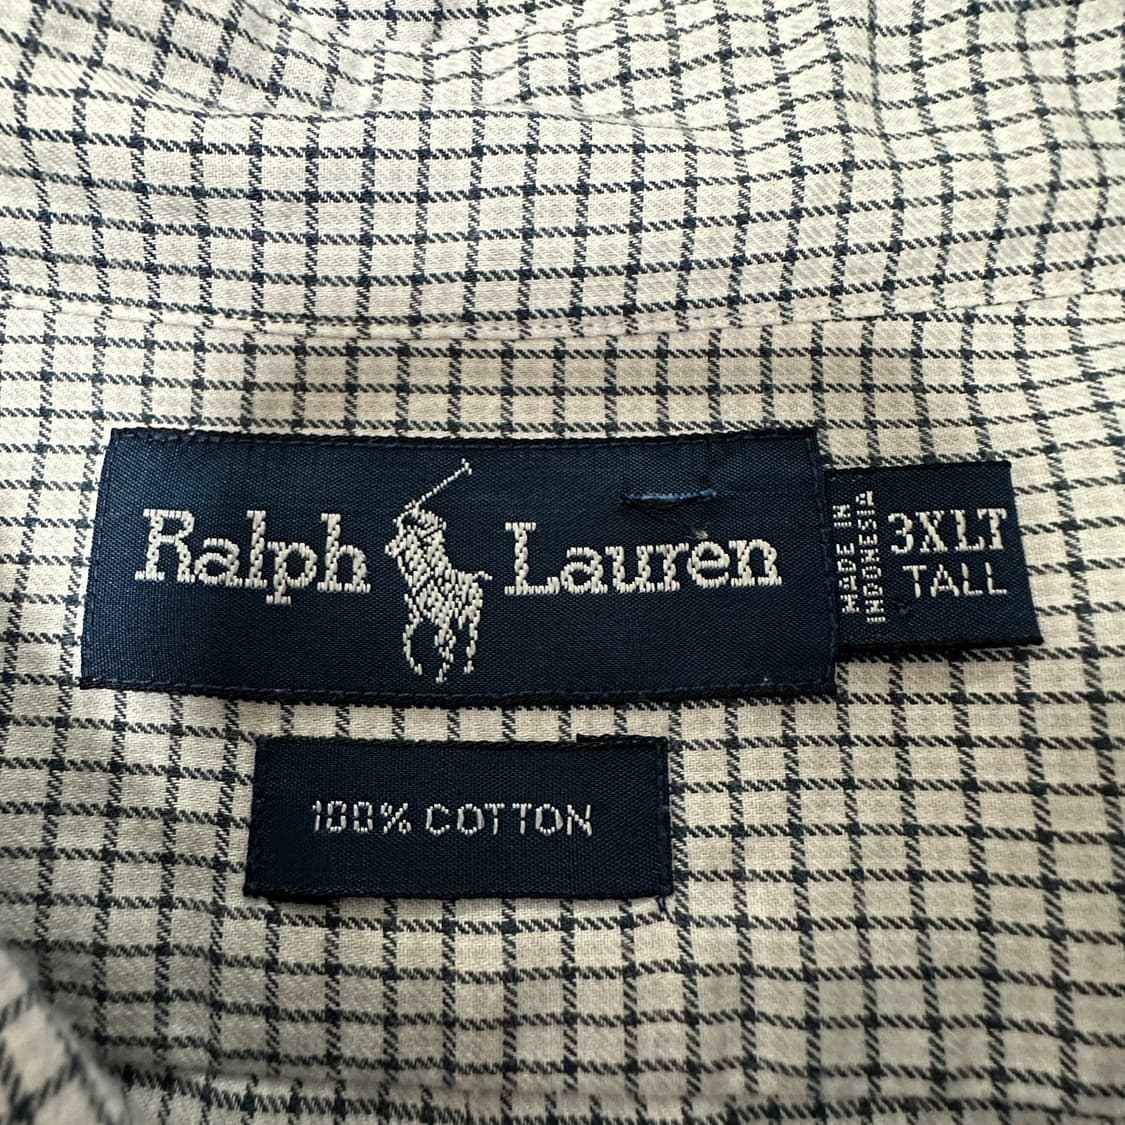 Ralph Lauren
MADE IN
INDONESIA
3XLT
TALL
100% COTTON